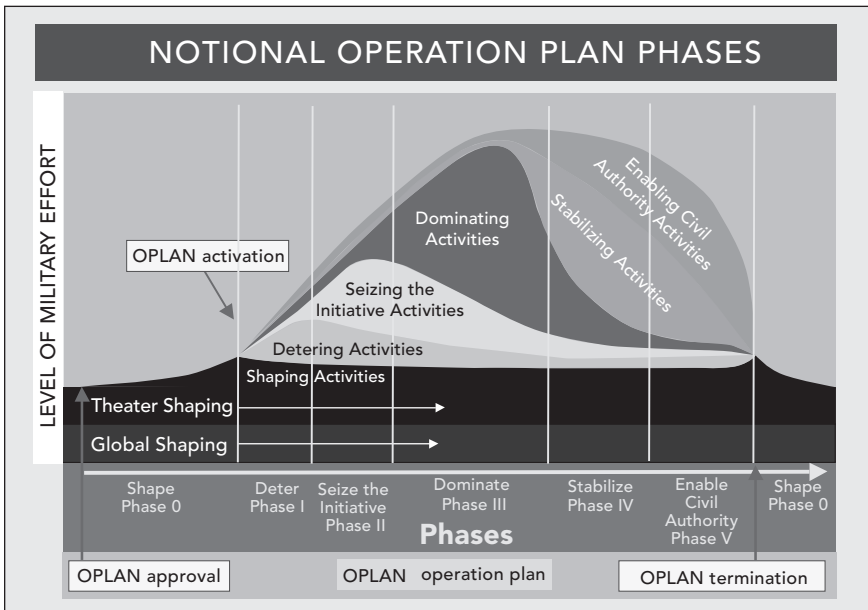 NOTIONAL OPERATION PLAN PHASES
LEVEL OF MILITARY EFFORT
OPLAN activation
Enabling Civil
Authority Activities
Stabilizing Activities
Dominating
Activities
Seizing the
Initiative Activities
Detering Activities
Shaping Activities
Theater Shaping
Global Shaping
Shape
Phase 0
Deter
Phase I
Seize the
Initiative
Phase II
Dominate
Phase III
Stabilize
Phase IV
Enable
Civil
Authority
Phase V
Shape
Phase 0
Phases
OPLAN approval
OPLAN operation plan
OPLAN termination